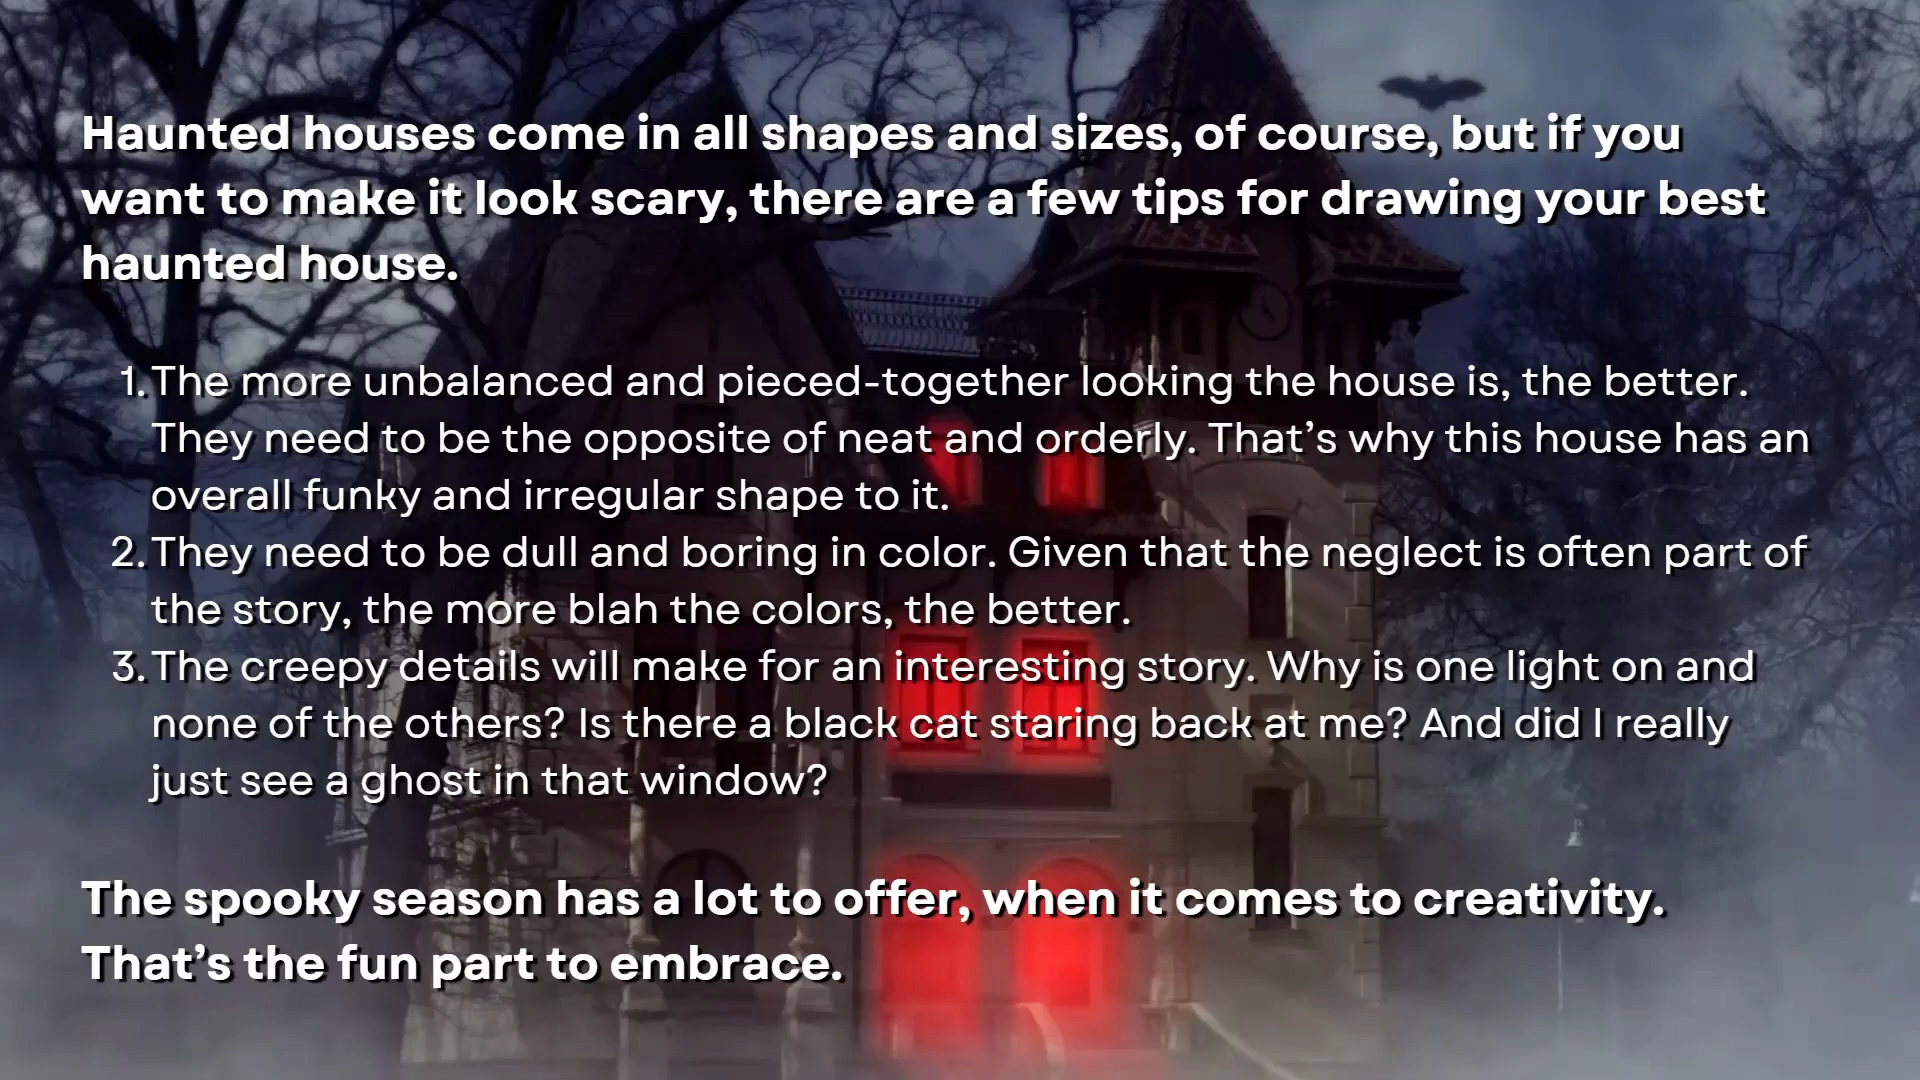 Haunted houses come in all shapes and sizes, of course, but if you
want to make it look scary, there are a few tips for drawing your best
haunted house.
1. The more unbalanced and pieced-together looking the house is, the better.
They need to be the opposite of neat and orderly. That’s why this house has an
overall funky and irregular shape to it.
2. They need to be dull and boring in color. Given that the neglect is often part of
the story, the more blah the colors, the better.
3. The creepy details will make for an interesting story. Why is one light on and
none of the others? Is there a black cat staring back at me? And did I really
just see a ghost in that window?
The spooky season has a lot to offer, when it comes to creativity.
That’s the fun part to embrace.